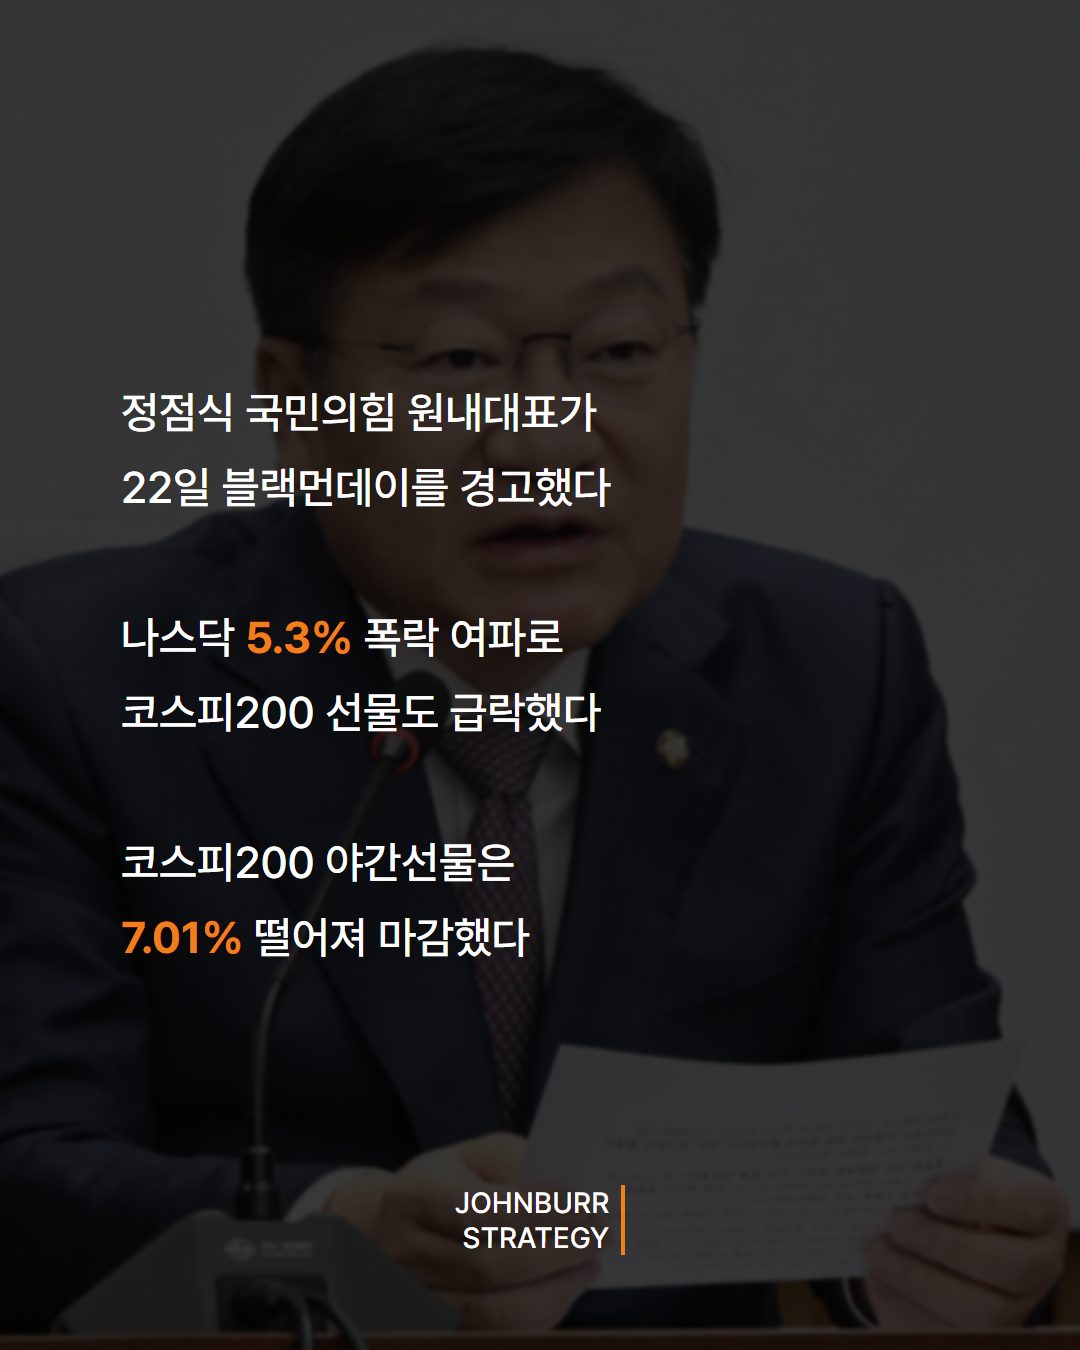 정점식 국민의힘 원내대표가
22일 블랙먼데이를 경고했다
나스닥 5.3% 폭락 여파로
코스피200 선물도 급락했다
코스피200 야간선물은
7.01% 떨어져 마감했다
JOHNBURR
STRATEGY